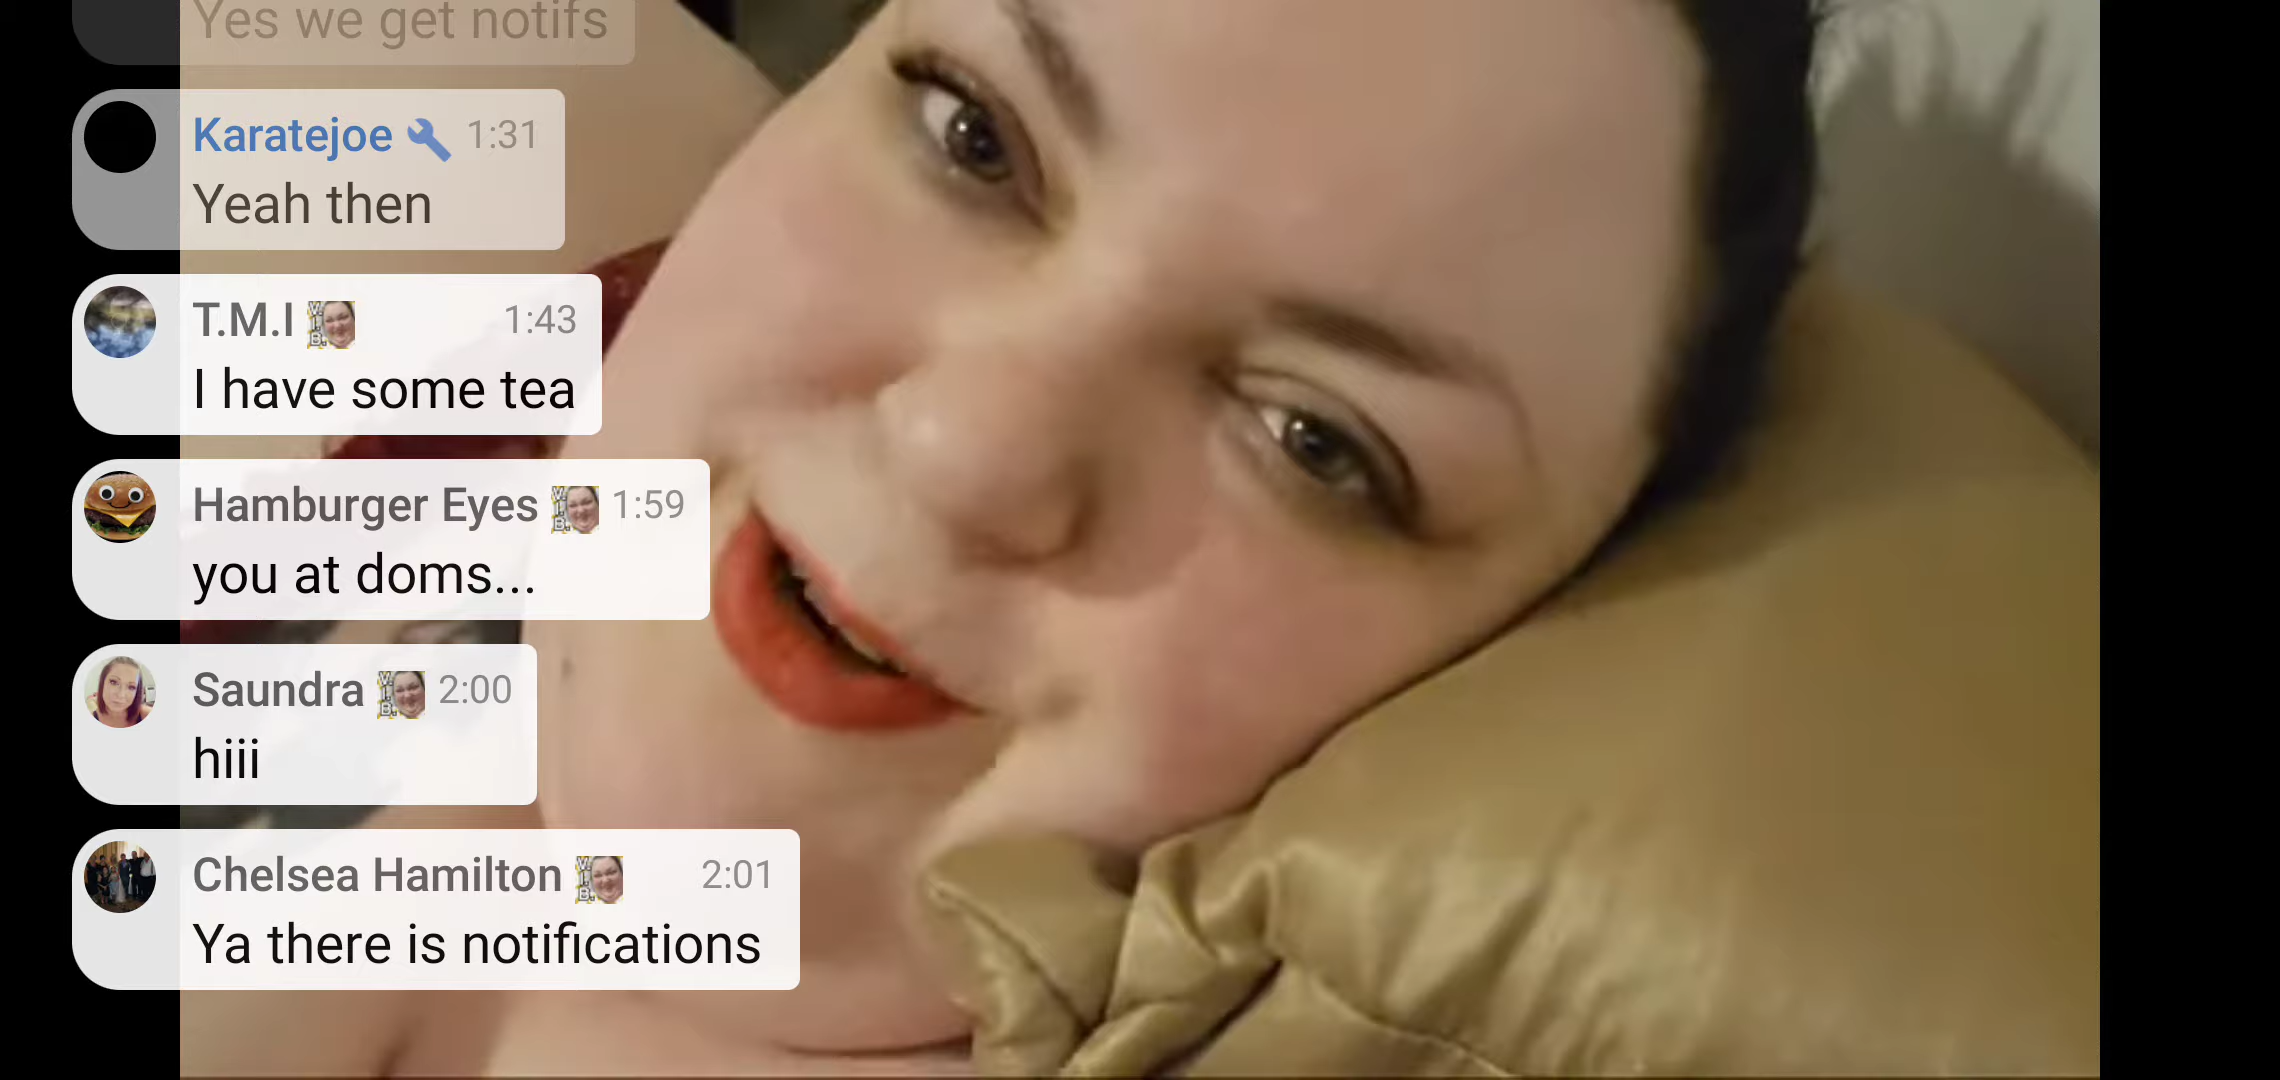 Yes we get notifs
Karatejoe 1:31
Yeah then
T.M.I 1:43
I have some tea
Hamburger Eyes 1:59
you at doms...
Saundra 2:00
hiii
Chelsea Hamilton 2:01
Ya there is notifications